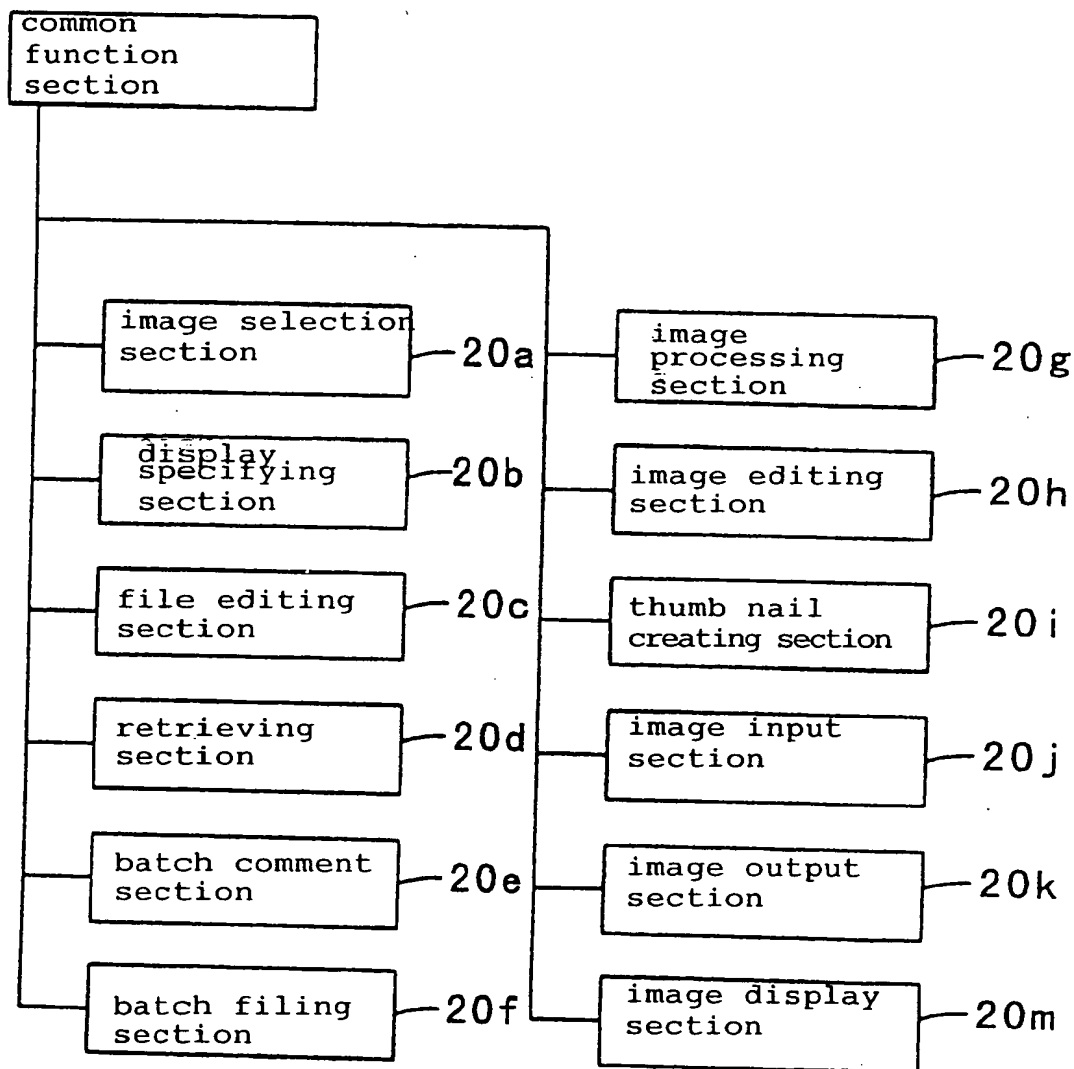 common
function
section
image selection
section
20a
display
specifying
section
20b
file editing
section
20c
retrieving
section
20d
batch comment
section
20e
batch filing
section
20f
image
processing
section
20g
image editing
section
20h
thumb nail
creating section
20i
image input
section
20j
image output
section
20k
image display
section
20m